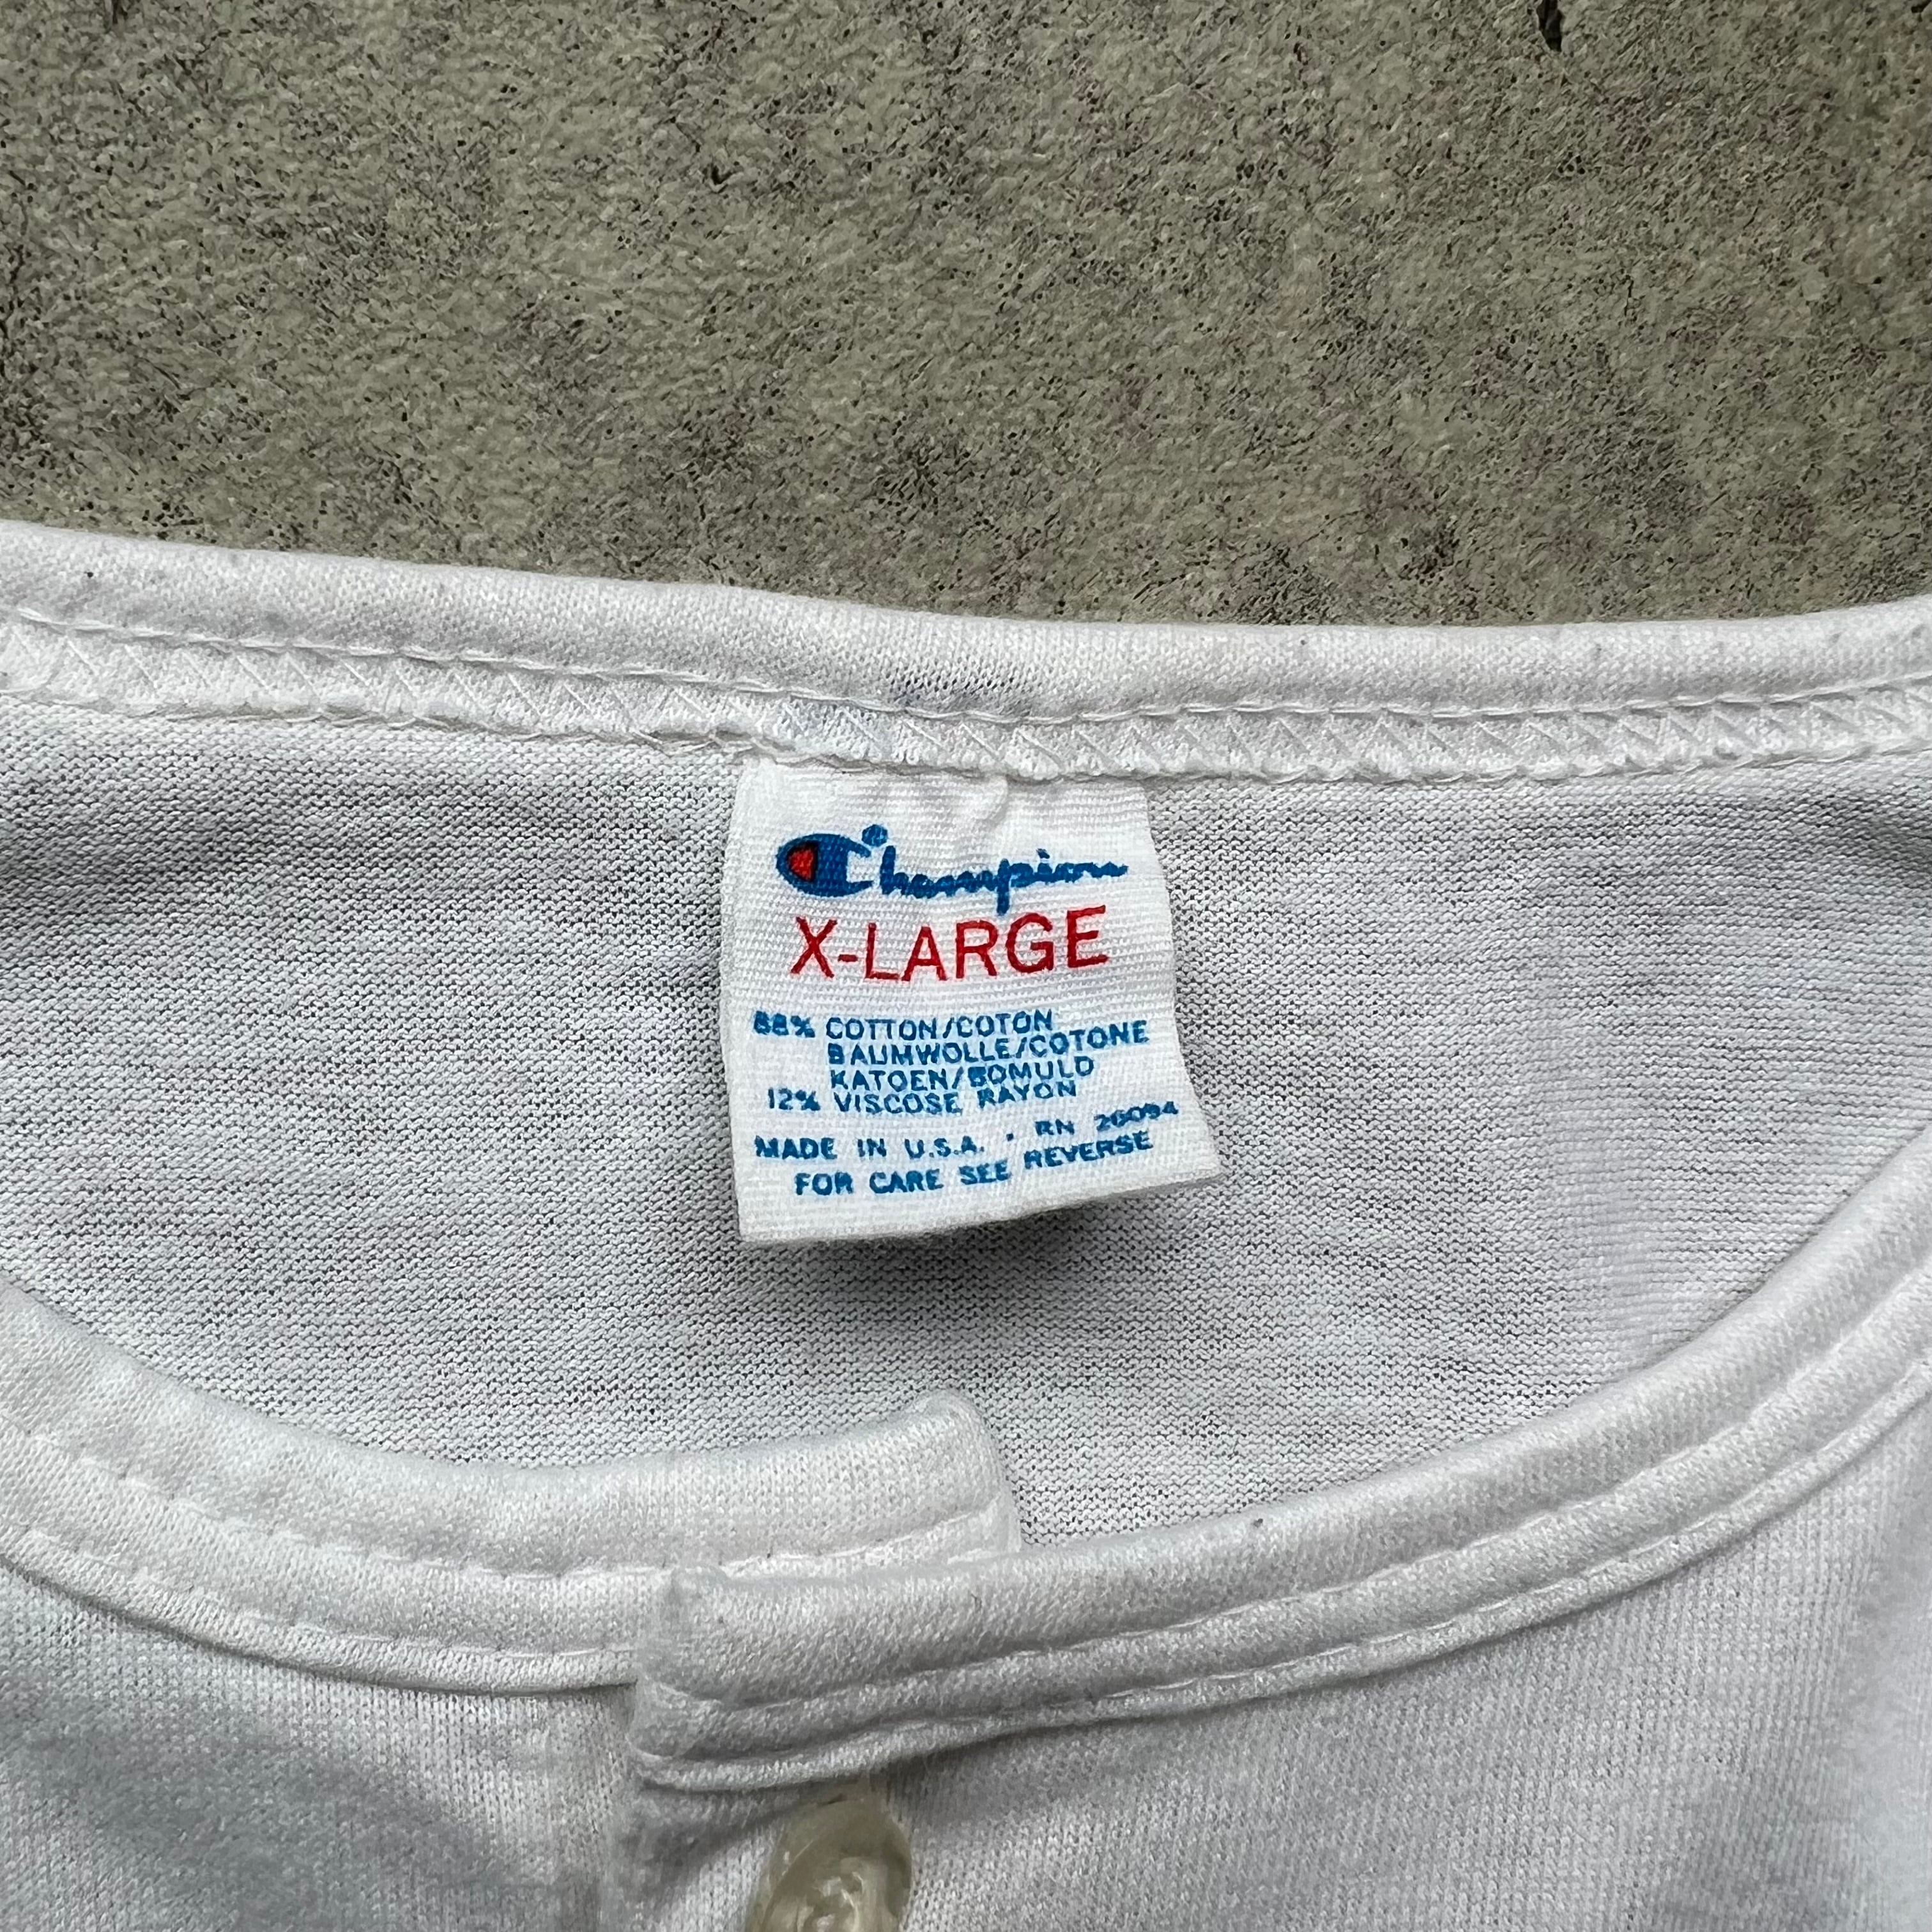 Champion®
X-LARGE
88% COTTON/COTON
BAUMWOLLE/COTONE
KATOEN/BOMULD
12% VISCOSE RAYON
MADE IN U.S.A. • RN 26094
FOR CARE SEE REVERSE